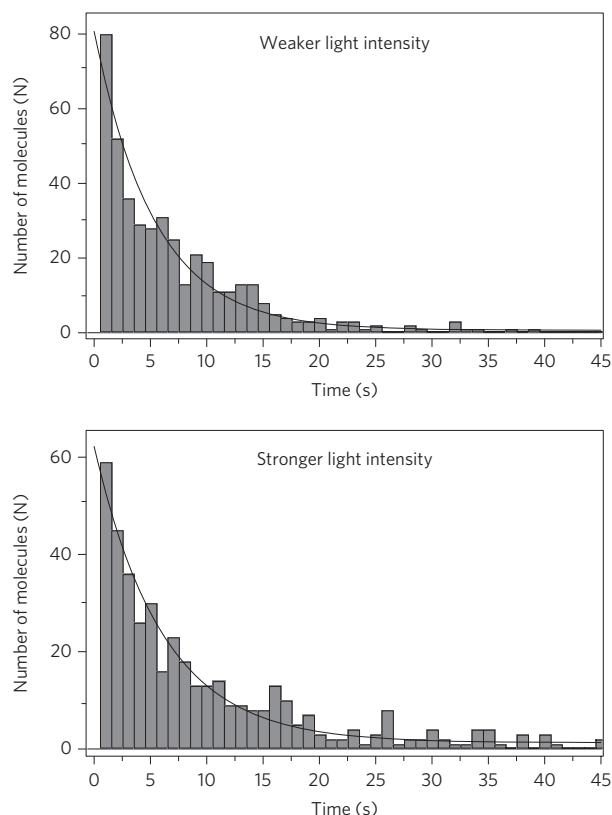 Weaker light intensity
Number of molecules (N)
80
60
40
20
0
0 5 10 15 20 25 30 35 40 45
Time (s)
Stronger light intensity
Number of molecules (N)
60
40
20
0
0 5 10 15 20 25 30 35 40 45
Time (s)